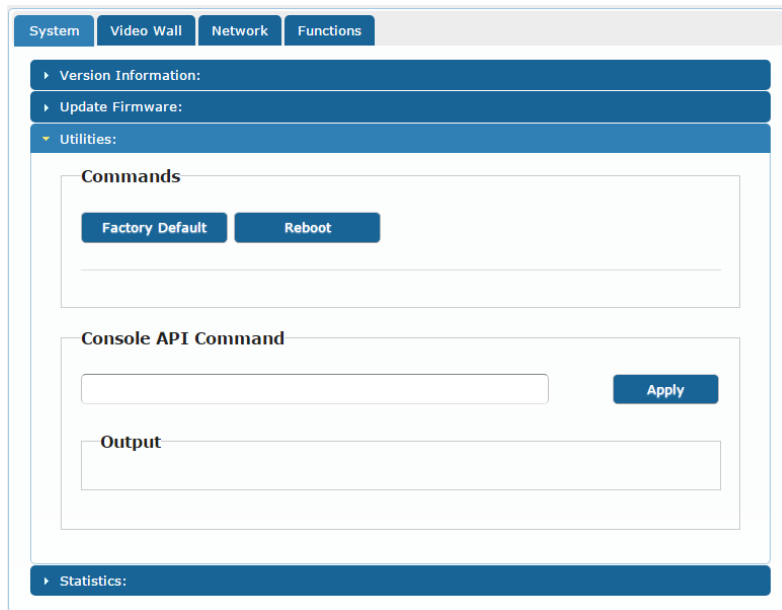 System Video Wall Network Functions
Version Information:
Update Firmware:
Utilities:
Commands
Factory Default Reboot
Console API Command
Apply
Output
Statistics: